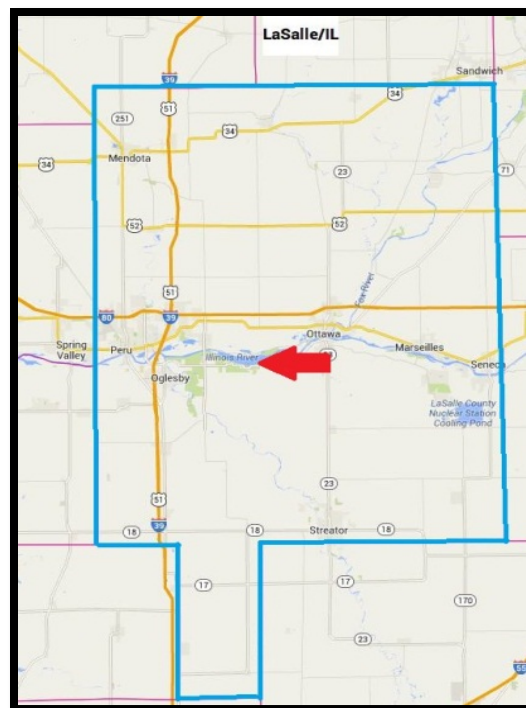 LaSalle/IL
Sandwich
39
51
34
251
34
Mendota
34
23
71
52
52
51
Fox River
80
39
Ottawa
Spring
Valley
Peru
Illinois River
Marseilles
Seneca
Oglesby
LaSalle County
Nuclear Station
Cooling Pond
23
51
39
18
18
Streator
18
17
17
170
23
55